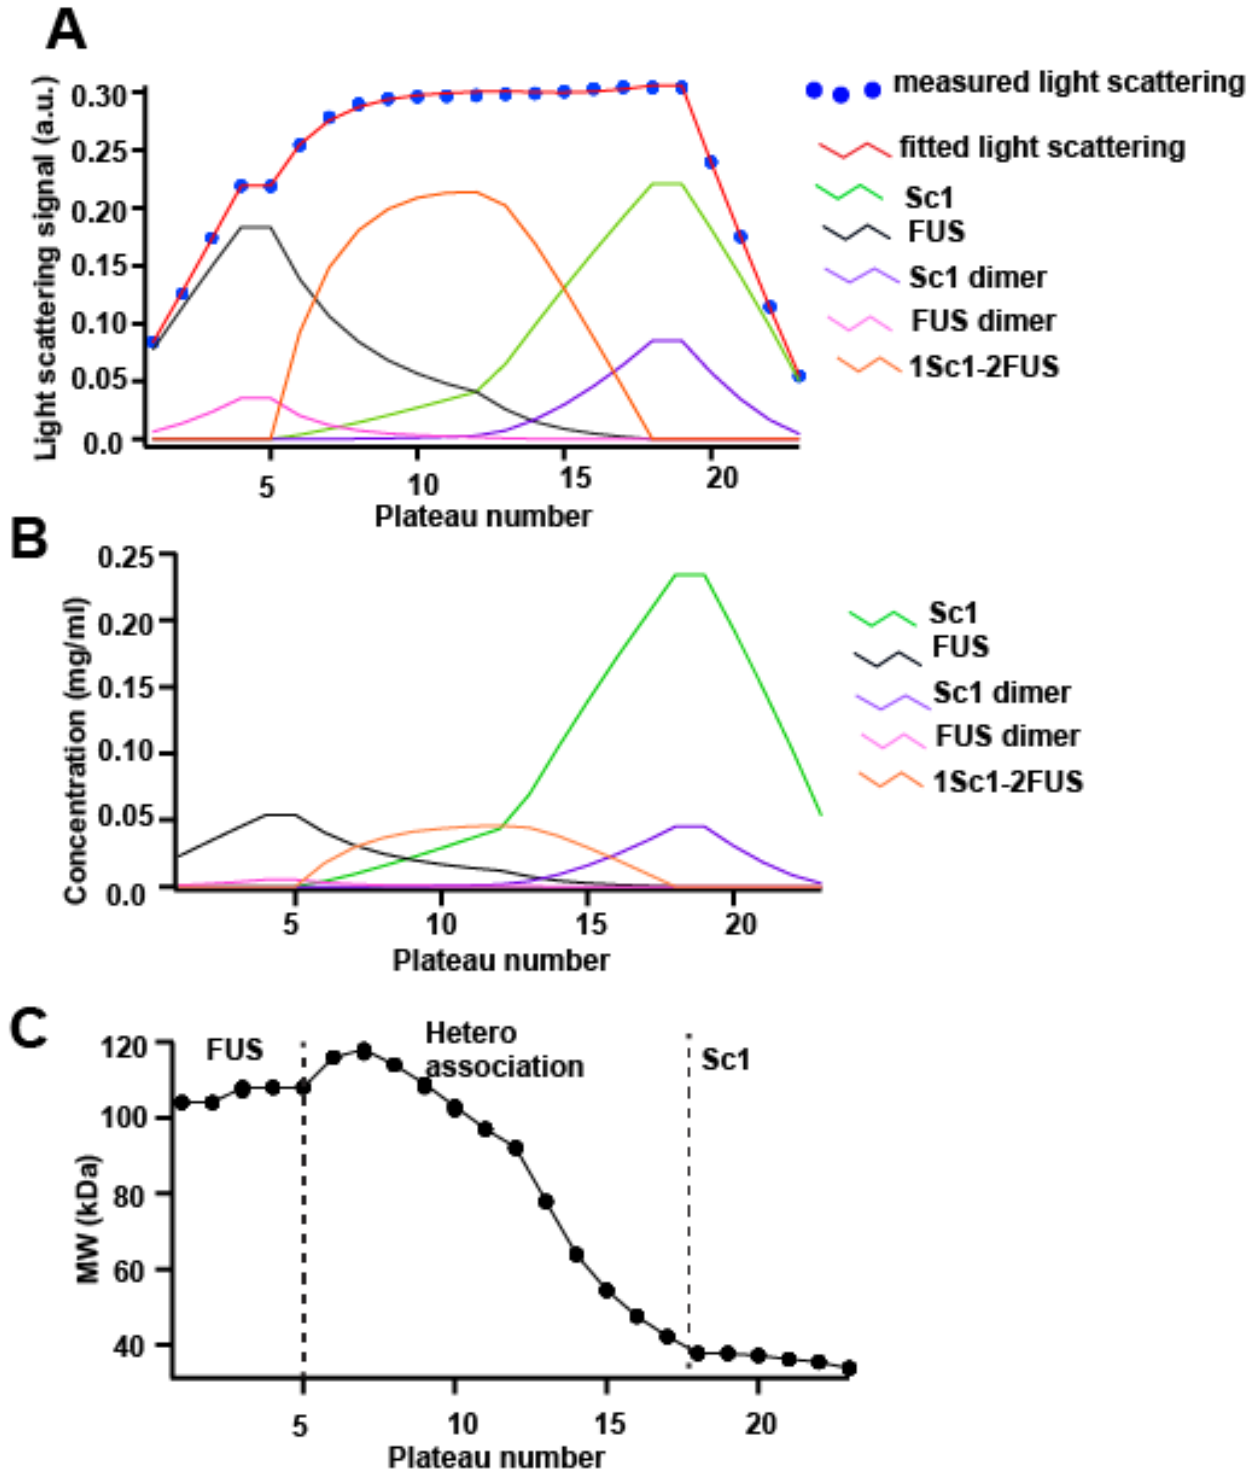 A
Light scattering signal (a.u.)
0.30
0.25
0.20
0.15
0.10
0.05
0.0
5
10
15
20
Plateau number
measured light scattering
fitted light scattering
Sc1
FUS
Sc1 dimer
FUS dimer
1Sc1-2FUS
B
Concentration (mg/ml)
0.25
0.20
0.15
0.10
0.05
0.0
5
10
15
20
Plateau number
Sc1
FUS
Sc1 dimer
FUS dimer
1Sc1-2FUS
C
MW (kDa)
120
100
80
60
40
FUS
Hetero
association
Sc1
5
10
15
20
Plateau number